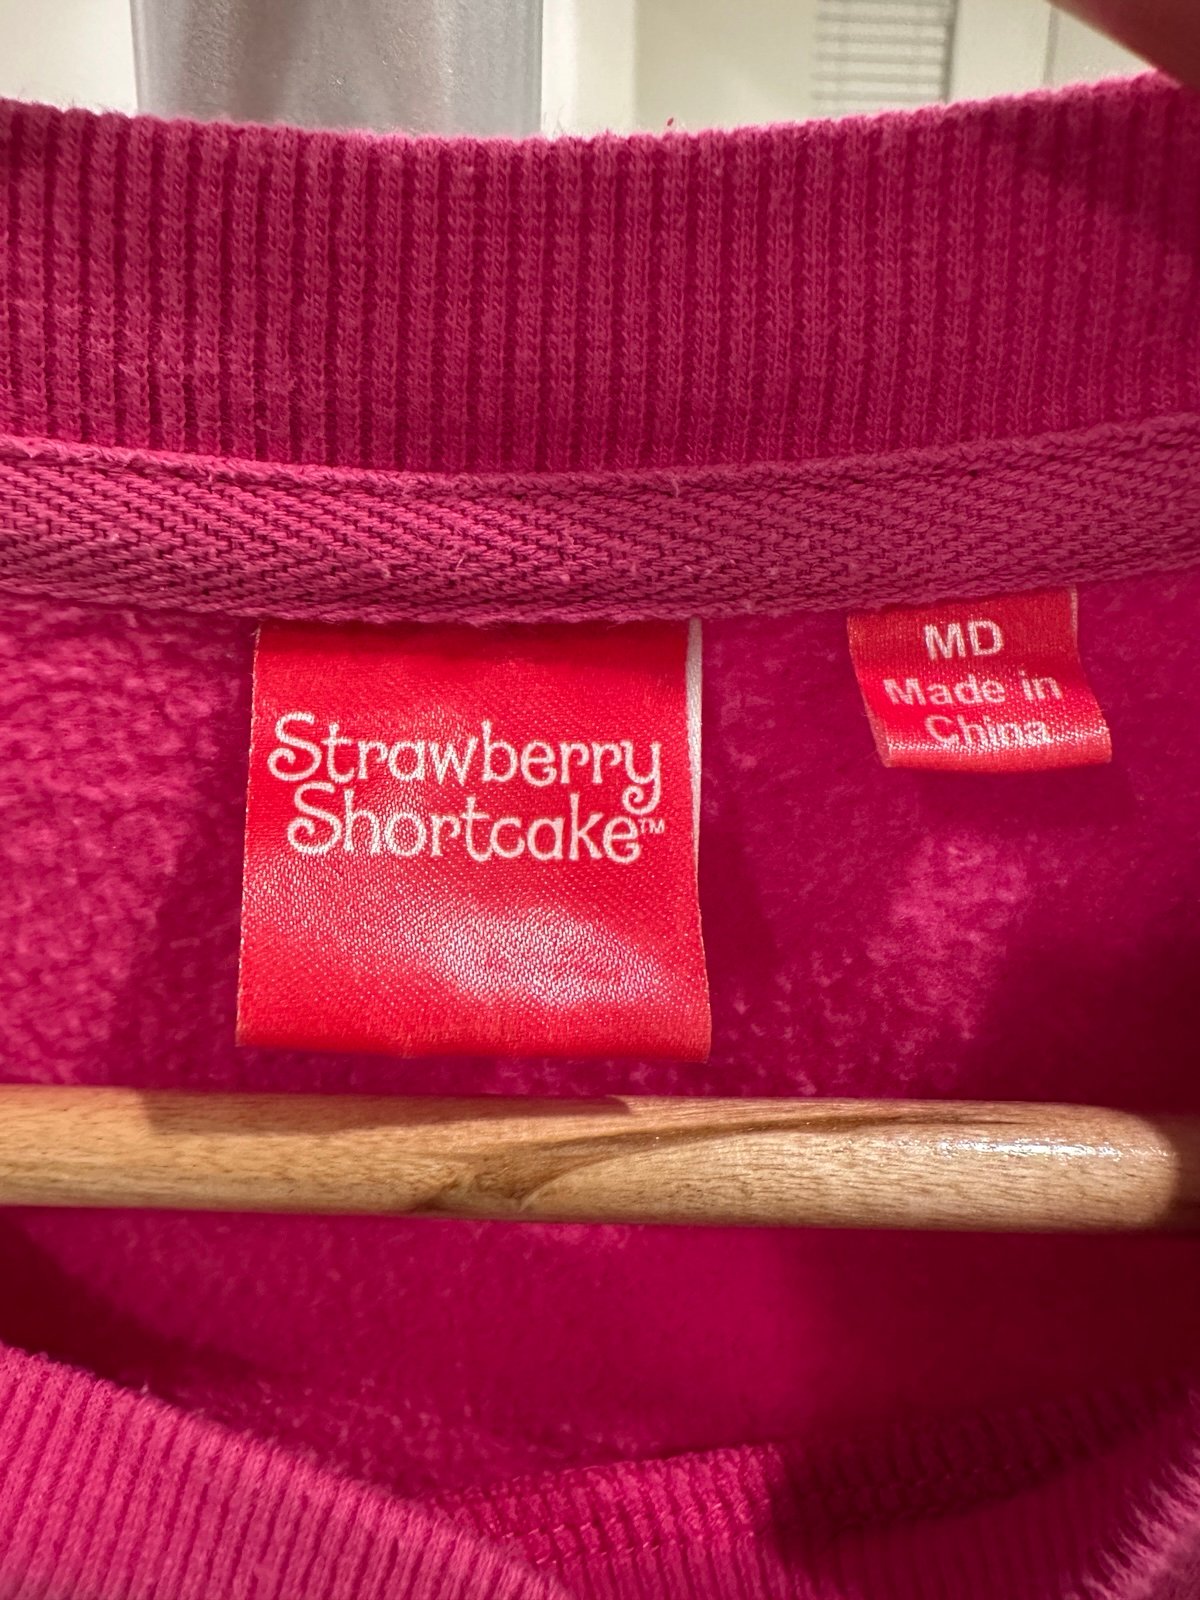 Strawberry
Shortcake™
MD
Made in
China